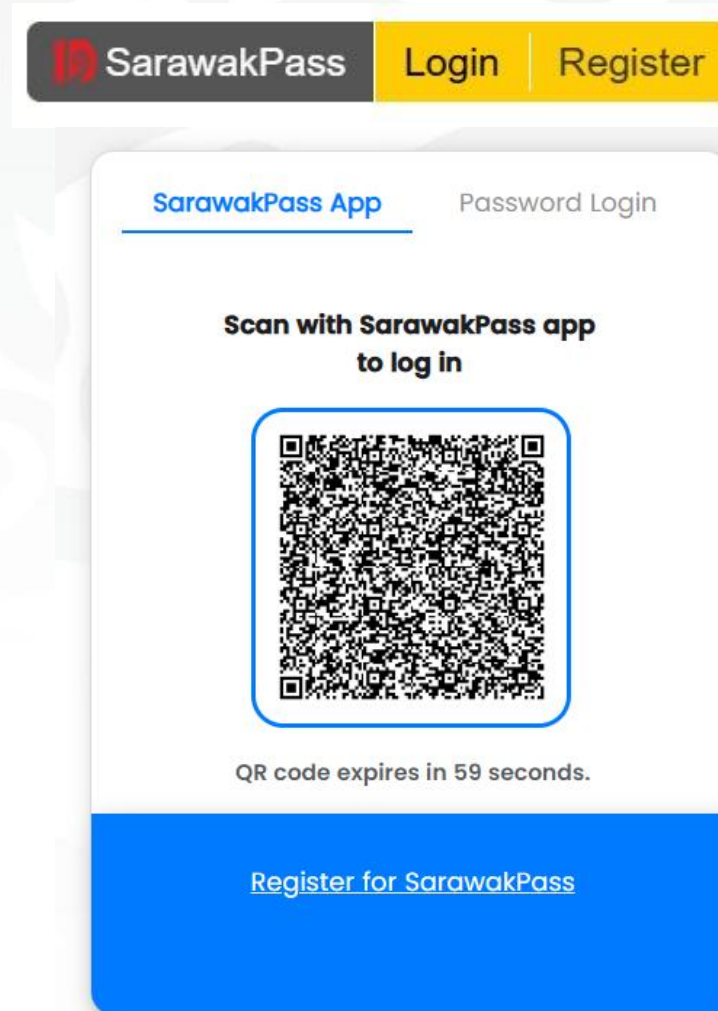 SarawakPass Login Register
SarawakPass App Password Login
Scan with SarawakPass app
to log in
QR code expires in 59 seconds.
Register for SarawakPass